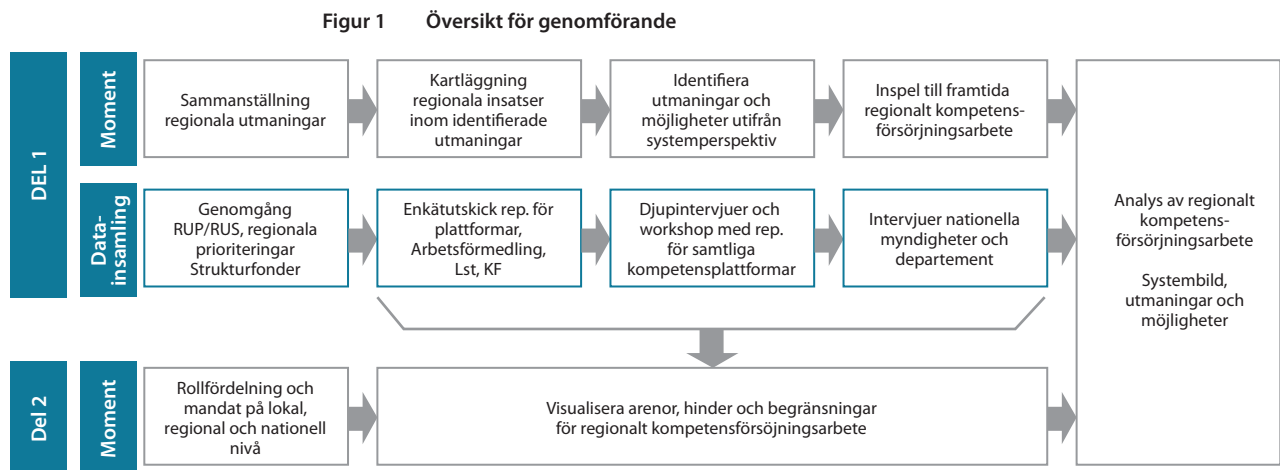 Figur 1 Översikt för genomförande
DEL 1
Moment
Sammanställning
regionala utmaningar
Kartläggning
regionala insatser
inom identifierade
utmaningar
Identifiera
utmaningar och
möjligheter utifrån
systemperspektiv
Inspel till framtida
regionalt kompetens-
försörjningsarbete
Data-
insamling
Genomgång
RUP/RUS, regionala
prioriteringar
Strukturfonder
Enkätutskick rep. för
plattformar,
Arbetsförmedling,
Lst, KF
Djupintervjuer och
workshop med rep.
för samtliga
kompetensplattformar
Intervjuer nationella
myndigheter och
departement
Analys av regionalt
kompetens-
försörjningsarbete
Systembild,
utmaningar och
möjligheter
Del 2
Moment
Rollfördelning och
mandat på lokal,
regional och nationell
nivå
Visualisera arenor, hinder och begränsningar
för regionalt kompetensförsöjningsarbete